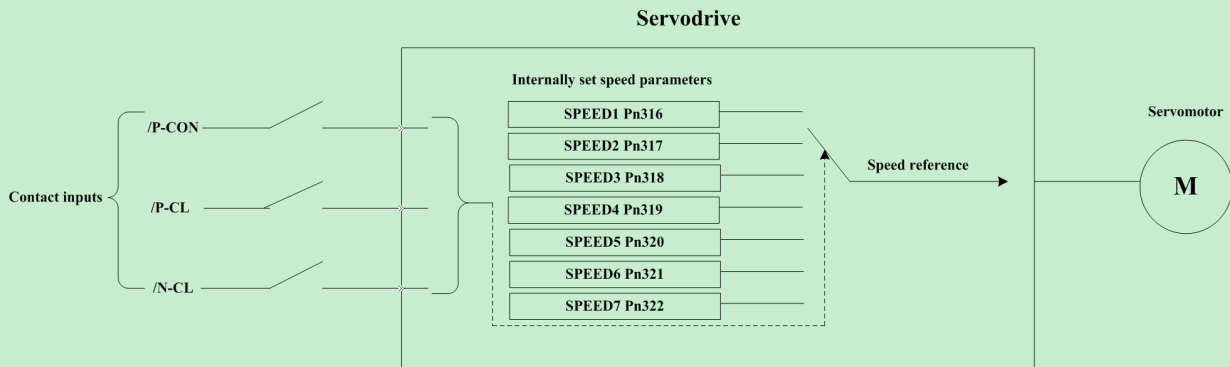 Servodrive
Internally set speed parameters
SPEED1 Pn316
SPEED2 Pn317
SPEED3 Pn318
SPEED4 Pn319
SPEED5 Pn320
SPEED6 Pn321
SPEED7 Pn322
Contact inputs
/P-CON
/P-CL
/N-CL
Speed reference
Servomotor
M